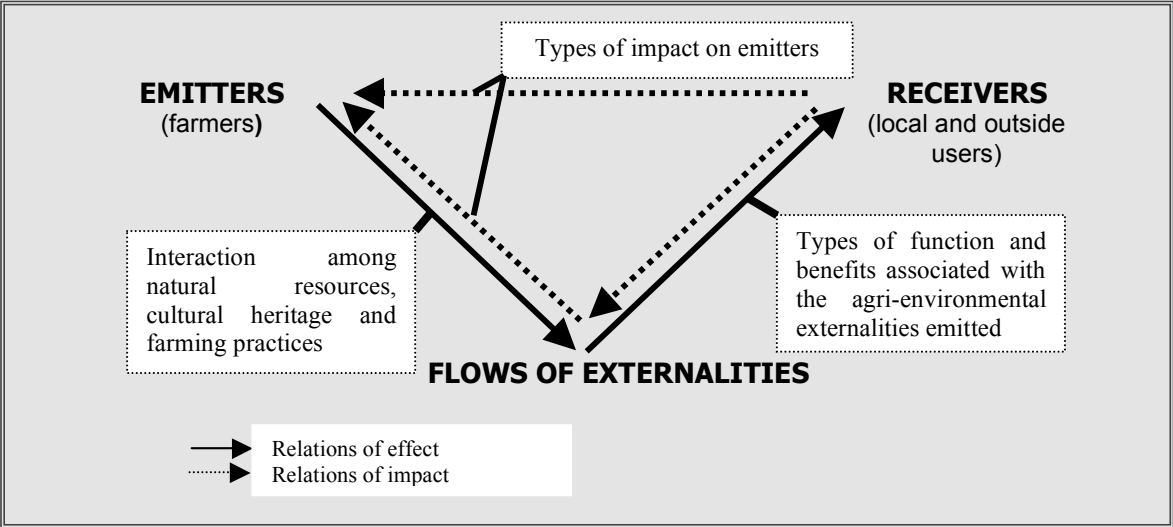 Types of impact on emitters
EMITTERS
(farmers)
RECEIVERS
(local and outside
users)
Interaction among
natural resources,
cultural heritage and
farming practices
Types of function and
benefits associated with
the agri-environmental
externalities emitted
FLOWS OF EXTERNALITIES
Relations of effect
Relations of impact